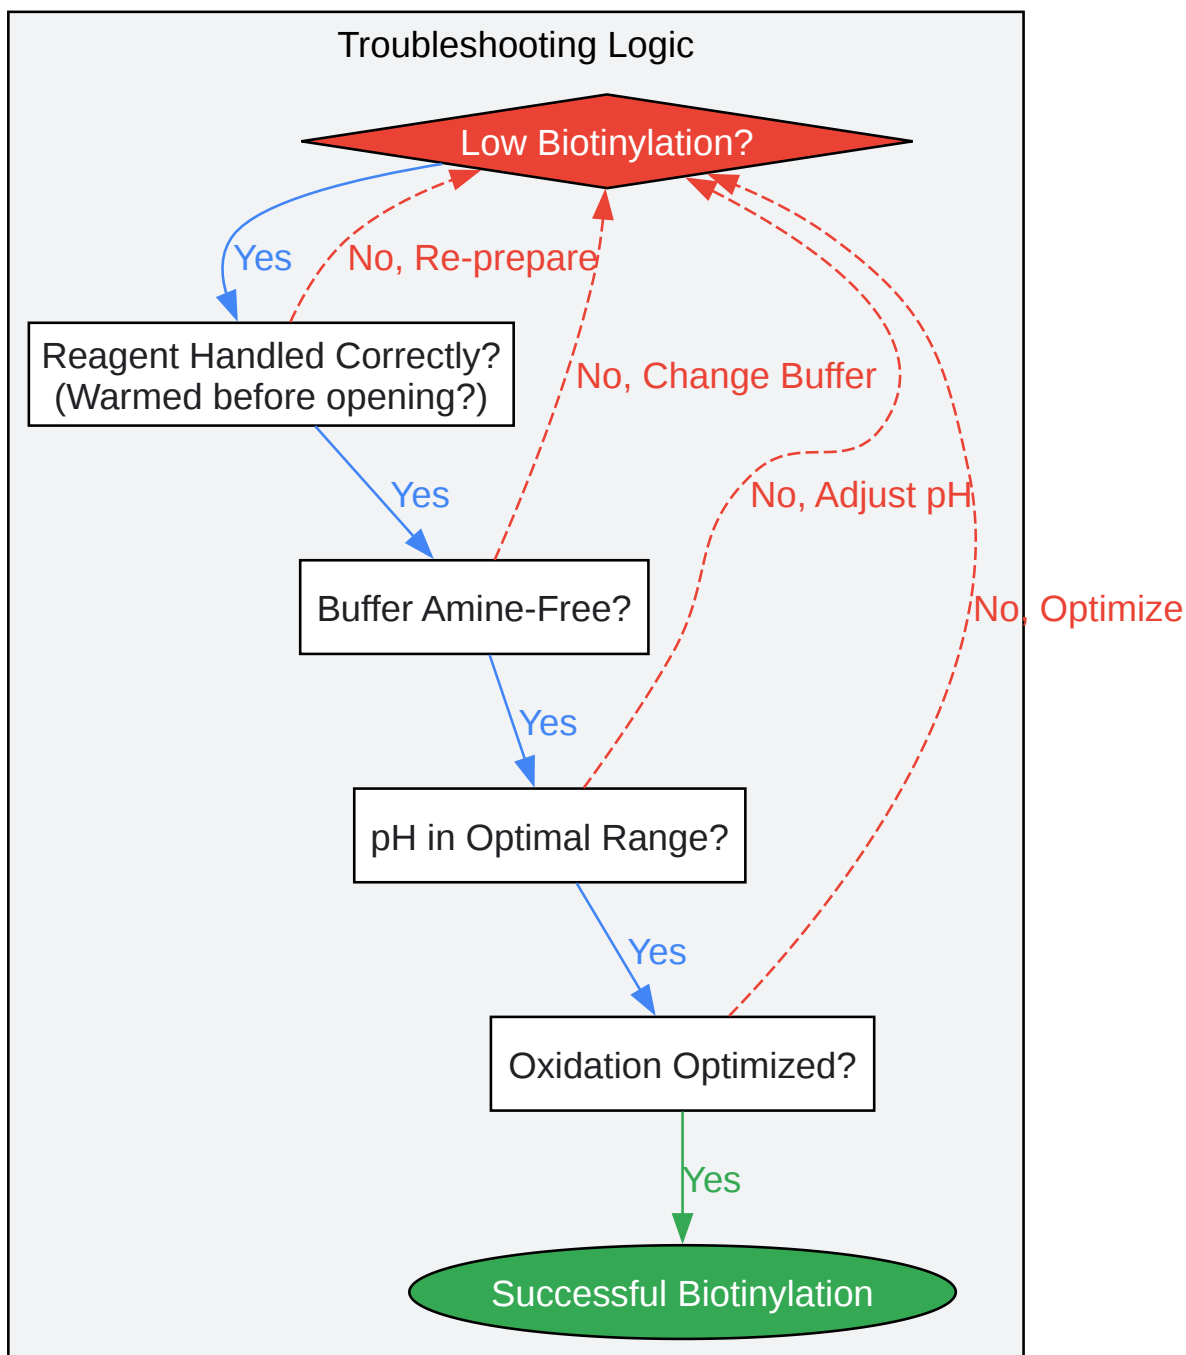 Troubleshooting Logic
Low Biotinylation?
Yes
No, Re-prepare
Reagent Handled Correctly?
(Warmed before opening?)
No, Change Buffer
Yes
No, Adjust pH
Buffer Amine-Free?
No, Optimize
Yes
pH in Optimal Range?
Yes
Oxidation Optimized?
Yes
Successful Biotinylation